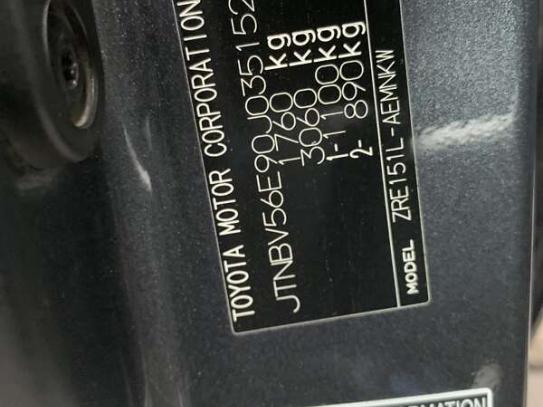 TOYOTA MOTOR CORPORATION
JTNBV56E90J035152
1760 kg
3060 kg
1-1100 kg
2- 890 kg
MODEL ZRE151L-AEMNKW